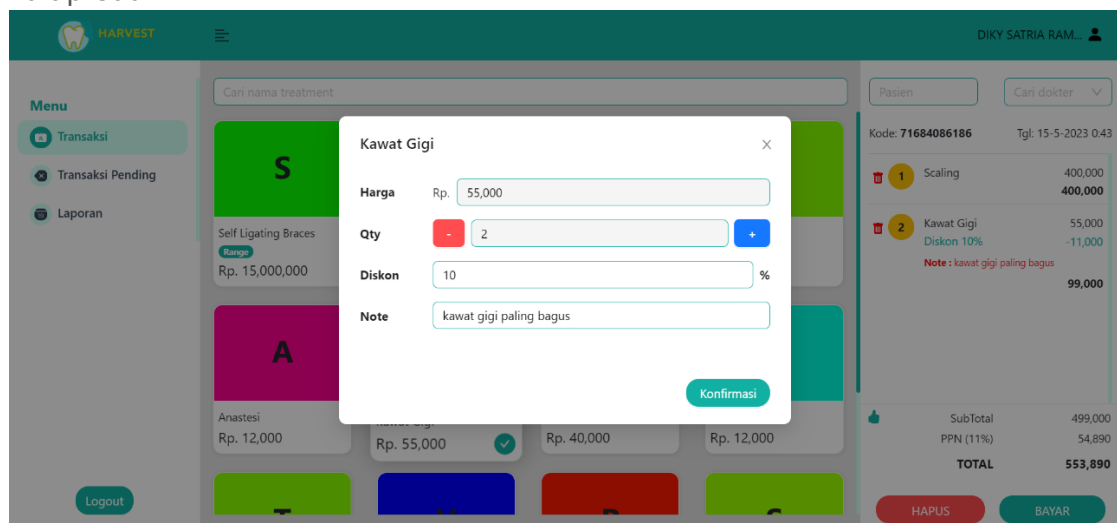 HARVEST
DIKY SATRIA RAM...
Menu
Transaksi
Transaksi Pending
Laporan
Logout
Cari nama treatment
S
Self Ligating Braces
Range
Rp. 15,000,000
A
Anastesi
Rp. 12,000
Rp. 55,000
Rp. 40,000
Rp. 12,000
Kawat Gigi
X
Harga Rp. 55,000
Qty - 2 +
Diskon 10 %
Note kawat gigi paling bagus
Konfirmasi
Pasien
Cari dokter
Kode: 71684086186 Tgl: 15-5-2023 0:43
1 Scaling 400,000
400,000
2 Kawat Gigi 55,000
Diskon 10% -11,000
Note : kawat gigi paling bagus
99,000
SubTotal 499,000
PPN (11%) 54,890
TOTAL 553,890
HAPUS
BAYAR